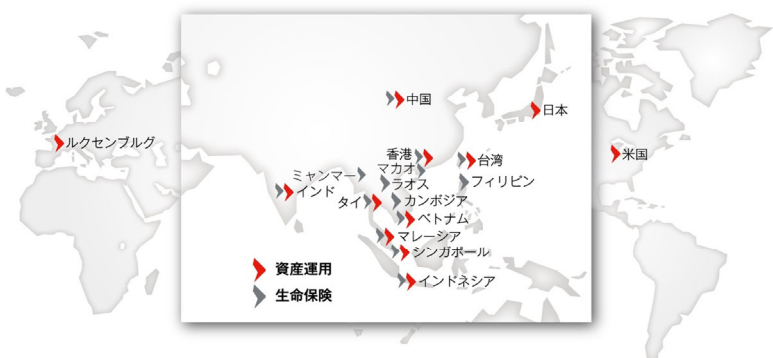 中国
日本
ルクセンブルグ
香港
台湾
米国
マカオ
ミャンマー
ラオス
フィリピン
インド
タイ
カンボジア
ベトナム
マレーシア
シンガポール
資産運用
インドネシア
生命保険